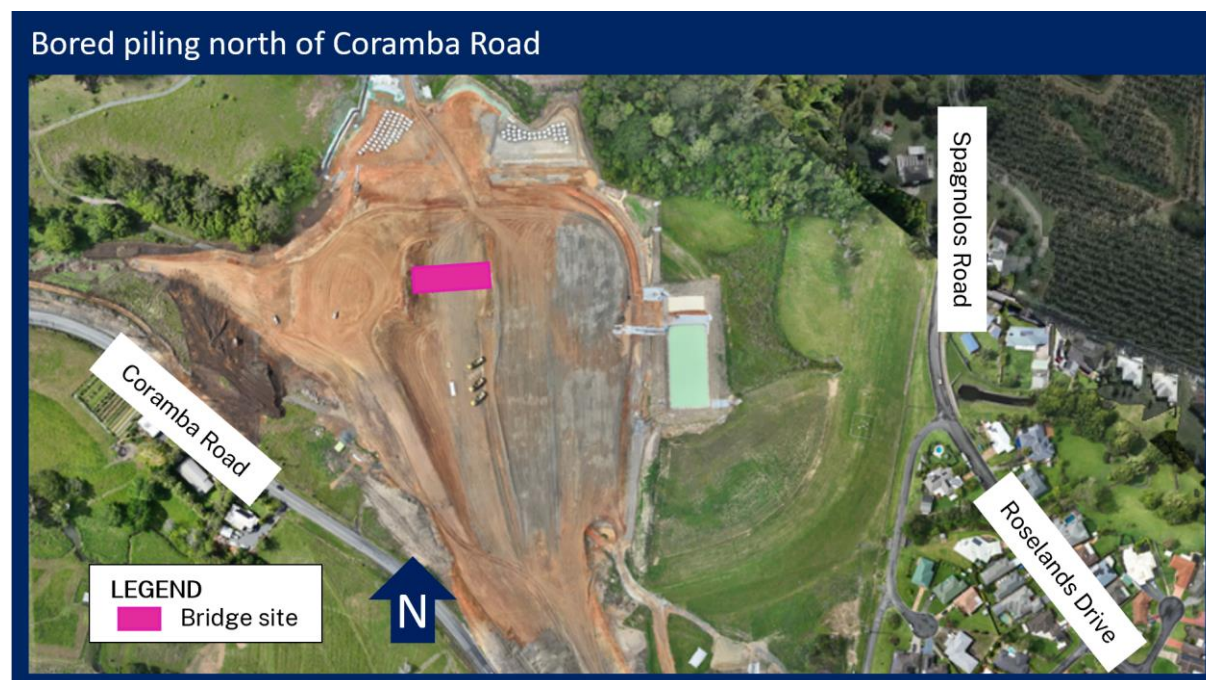 Bored piling north of Coramba Road
Spagnolos Road
Coramba Road
Roselands Drive
LEGEND
Bridge site
N